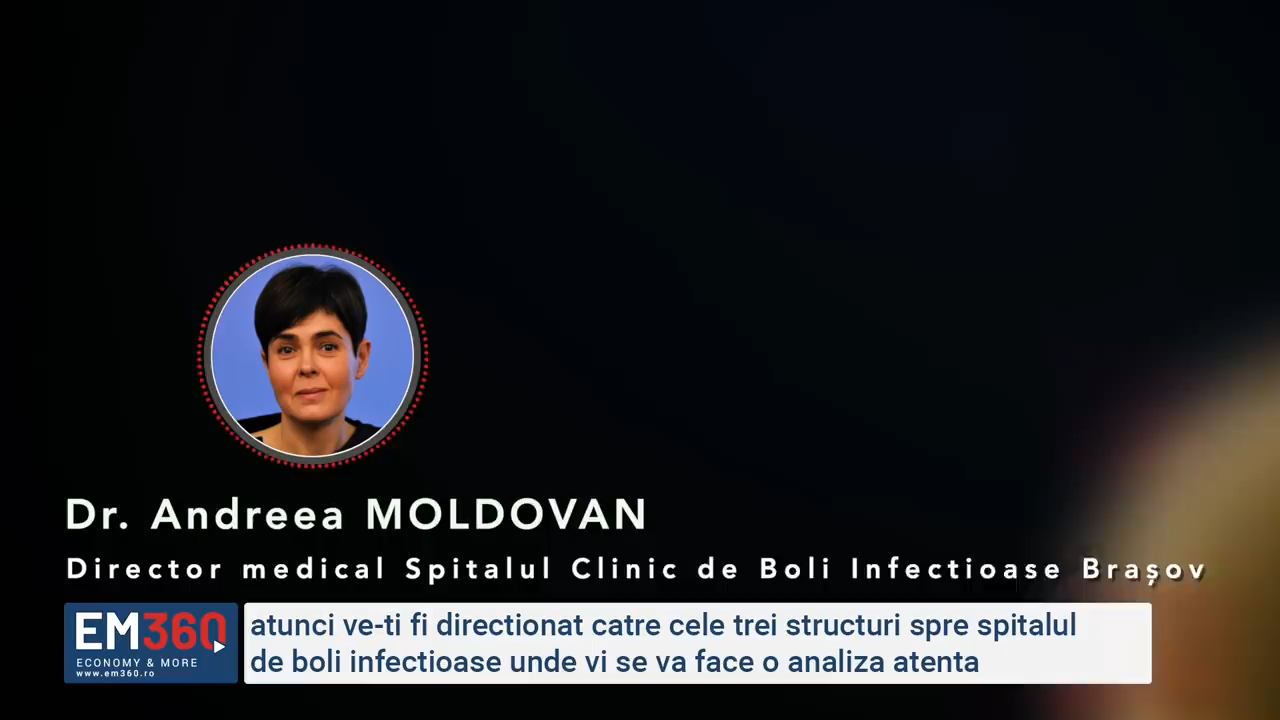 Dr. Andreea MOLDOVAN
Director medical Spitalul Clinic de Boli Infectioase Brașov
EM360
ECONOMY & MORE
www.em360.ro
atunci ve-ti fi directionat catre cele trei structuri spre spitalul
de boli infectioase unde vi se va face o analiza atenta